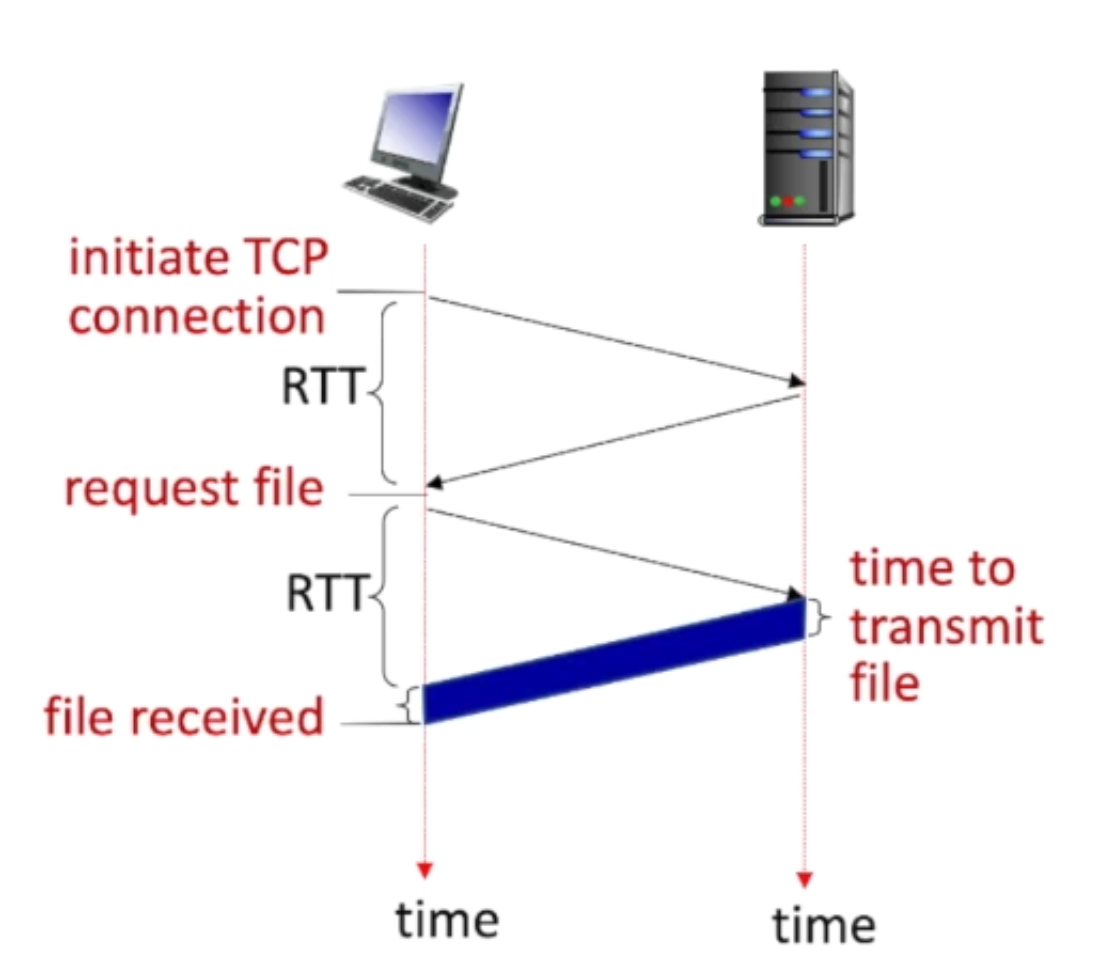 initiate TCP
connection
RTT
request file
RTT
time to
transmit
file
file received
time
time